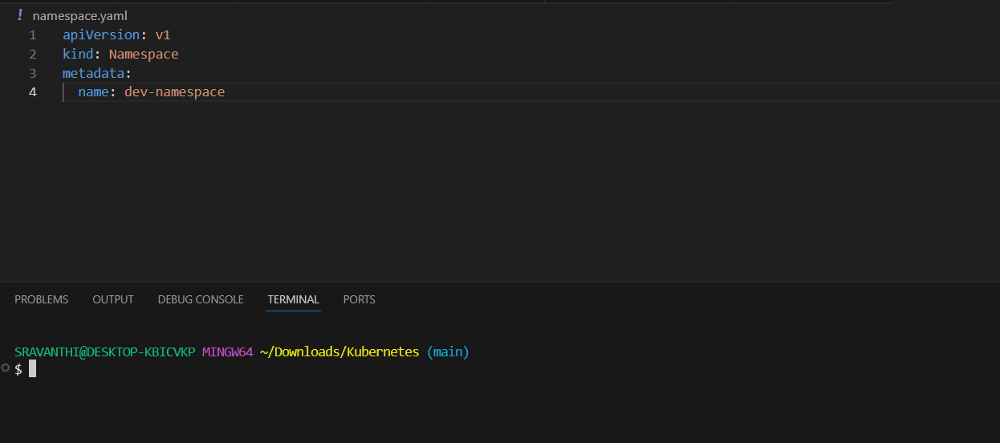 ! namespace.yaml
1 apiVersion: v1
2 kind: Namespace
3 metadata:
4   name: dev-namespace
PROBLEMS OUTPUT DEBUG CONSOLE TERMINAL PORTS
SRAVANTHI@DESKTOP-KBICVKP MINGW64 ~/Downloads/Kubernetes (main)
$